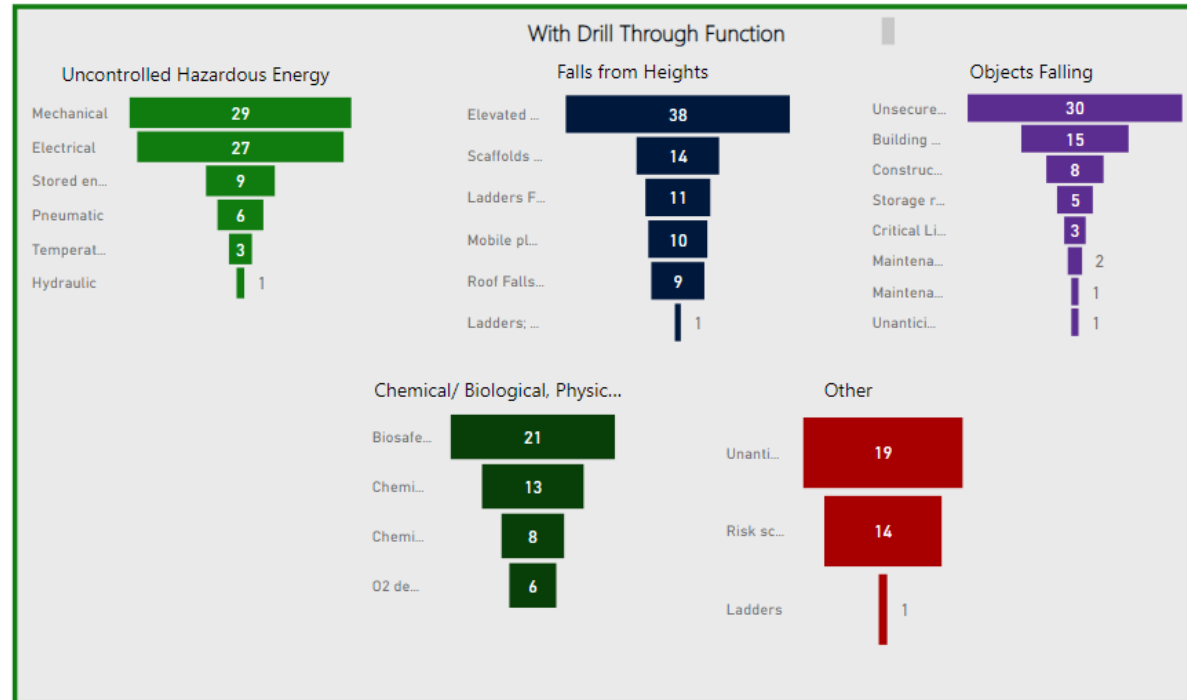 With Drill Through Function
Uncontrolled Hazardous Energy
Mechanical 29
Electrical 27
Stored en... 9
Pneumatic 6
Temperat... 3
Hydraulic 1
Falls from Heights
Elevated ... 38
Scaffolds ... 14
Ladders F... 11
Mobile pl... 10
Roof Falls... 9
Ladders; ... 1
Objects Falling
Unsecure... 30
Building ... 15
Construc... 8
Storage r... 5
Critical Li... 3
Maintena... 2
Maintena... 1
Unantici... 1
Chemical/ Biological, Physic...
Biosafe... 21
Chemi... 13
Chemi... 8
O2 de... 6
Other
Unanti... 19
Risk sc... 14
Ladders 1